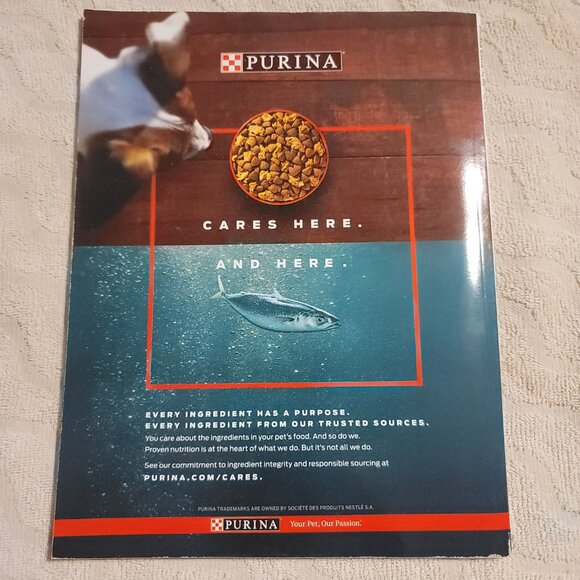 PURINA
CARES HERE.
AND HERE.
EVERY INGREDIENT HAS A PURPOSE.
EVERY INGREDIENT FROM OUR TRUSTED SOURCES.
You care about the ingredients in your pet's food. And so do we.
Proven nutrition is at the heart of what we do. But it's not all we do.
See our commitment to ingredient integrity and responsible sourcing at
PURINA.COM/CARES.
PURINA TRADEMARKS ARE OWNED BY SOCIÉTÉ DES PRODUITS NESTLÉ S.A.
PURINA Your Pet, Our Passion.